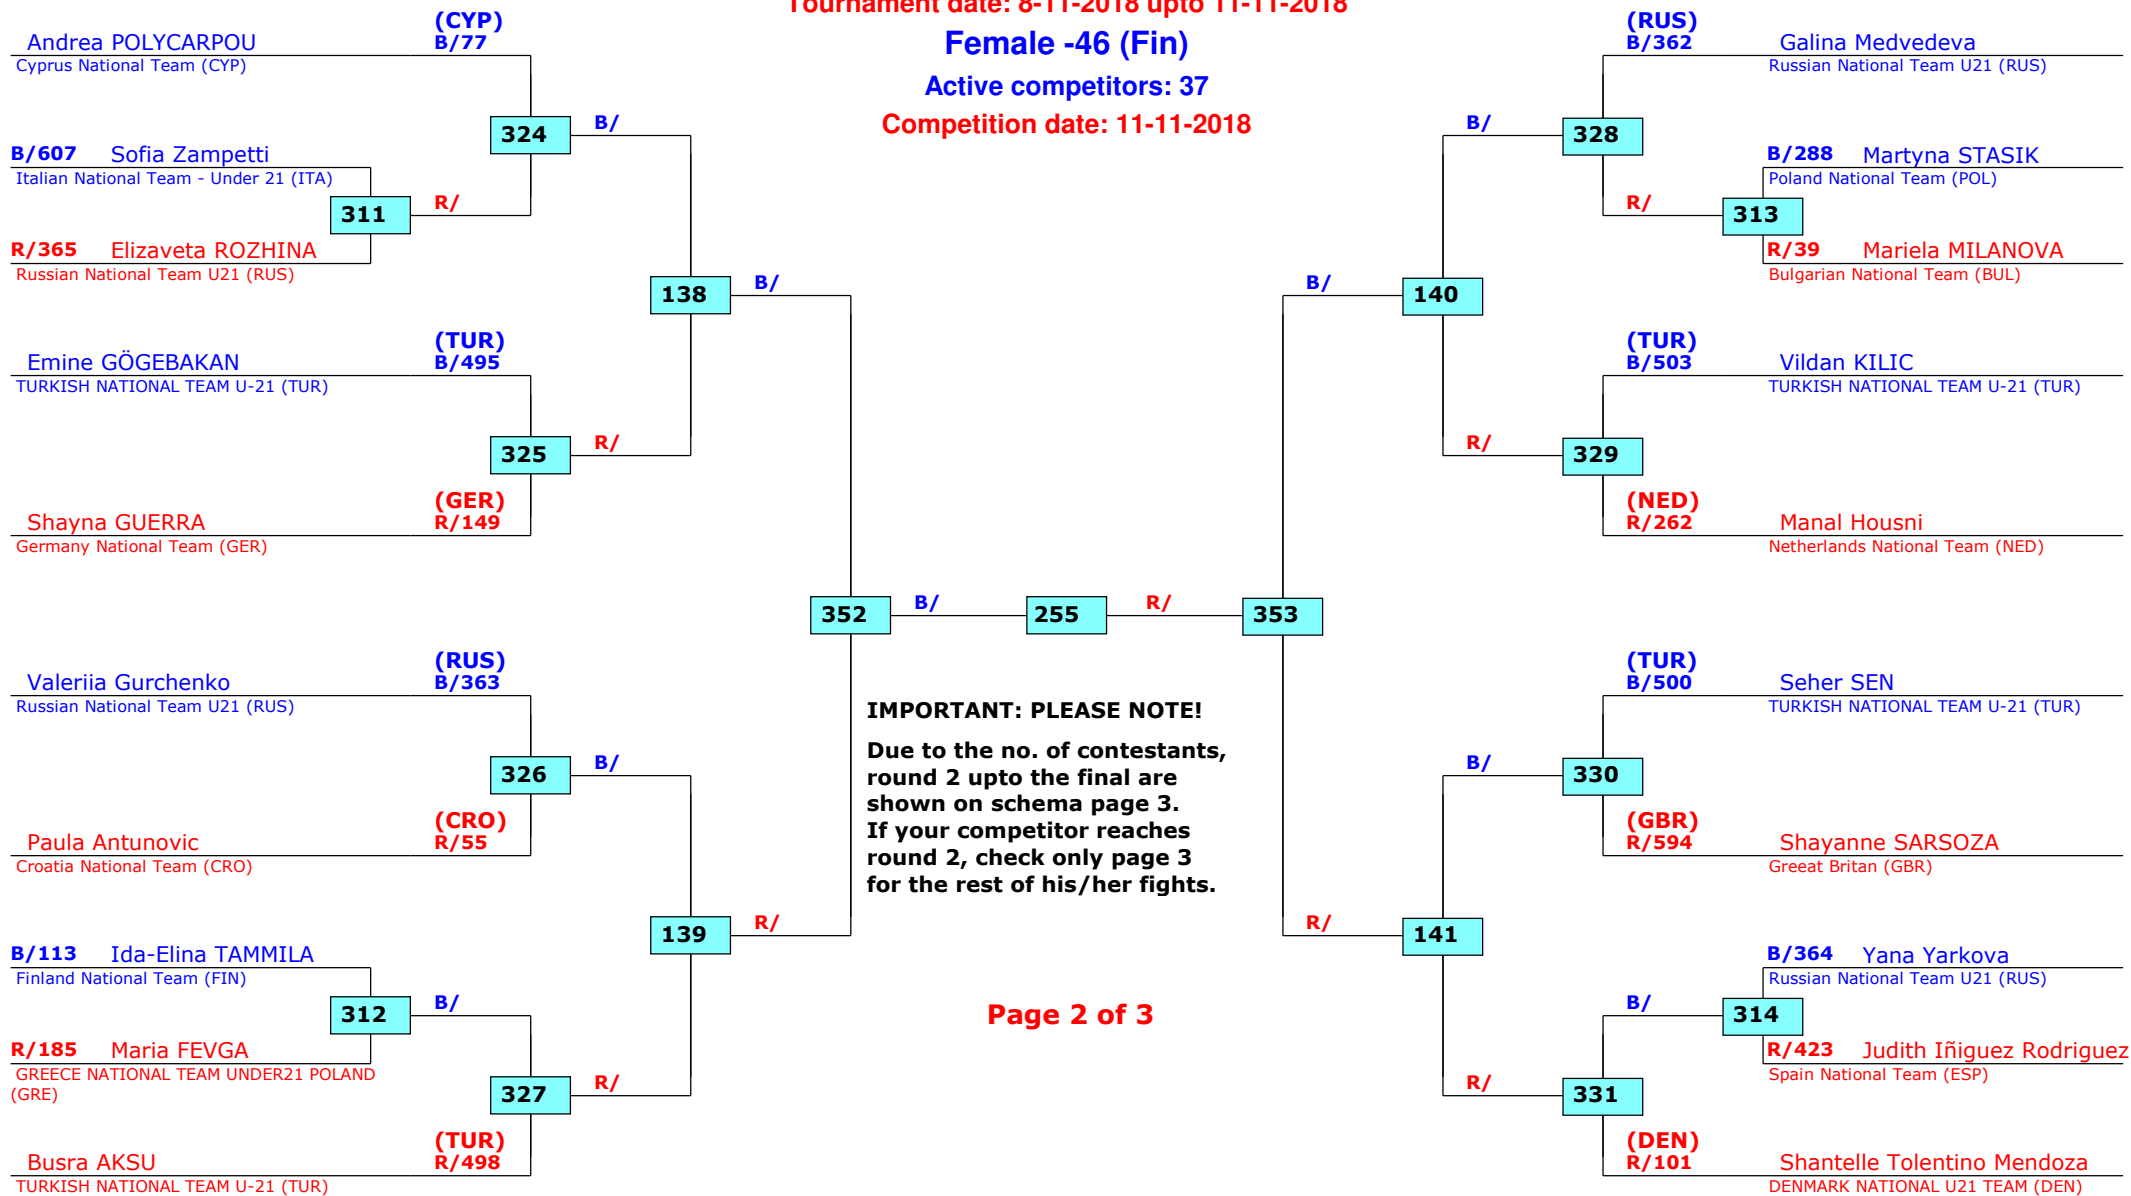 Tournament date: 8-11-2018 upto 11-11-2018
Female -46 (Fin)
Active competitors: 37
Competition date: 11-11-2018
(CYP)
Andrea POLYCARPOU B/77
Cyprus National Team (CYP)
324 B/
B/607 Sofia Zampetti
Italian National Team - Under 21 (ITA)
311 R/
R/365 Elizaveta ROZHINA
Russian National Team U21 (RUS)
138 B/
(TUR)
Emine GÖGEBAKAN B/495
TURKISH NATIONAL TEAM U-21 (TUR)
325 R/
(GER)
Shayna GUERRA R/149
Germany National Team (GER)
352 B/ 255 R/ 353
(RUS)
Valeriia Gurchenko B/363
Russian National Team U21 (RUS)
326 B/
(CRO)
Paula Antunovic R/55
Croatia National Team (CRO)
139 R/
B/113 Ida-Elina TAMMILA
Finland National Team (FIN)
312 B/
R/185 Maria FEVGA
GREECE NATIONAL TEAM UNDER21 POLAND
(GRE)
327 R/
(TUR)
Busra AKSU R/498
TURKISH NATIONAL TEAM U-21 (TUR)
IMPORTANT: PLEASE NOTE!
Due to the no. of contestants,
round 2 upto the final are
shown on schema page 3.
If your competitor reaches
round 2, check only page 3
for the rest of his/her fights.
Page 2 of 3
(RUS)
B/362 Galina Medvedeva
Russian National Team U21 (RUS)
B/ 328
B/288 Martyna STASIK
Poland National Team (POL)
R/ 313
R/39 Mariela MILANOVA
Bulgarian National Team (BUL)
B/ 140
(TUR)
B/503 Vildan KILIC
TURKISH NATIONAL TEAM U-21 (TUR)
R/ 329
(NED)
R/262 Manal Housni
Netherlands National Team (NED)
(TUR)
B/500 Seher SEN
TURKISH NATIONAL TEAM U-21 (TUR)
B/ 330
(GBR)
R/594 Shayanne SARSOZA
Greeat Britan (GBR)
R/ 141
B/364 Yana Yarkova
Russian National Team U21 (RUS)
B/ 314
R/423 Judith Iñiguez Rodriguez
Spain National Team (ESP)
R/ 331
(DEN)
R/101 Shantelle Tolentino Mendoza
DENMARK NATIONAL U21 TEAM (DEN)